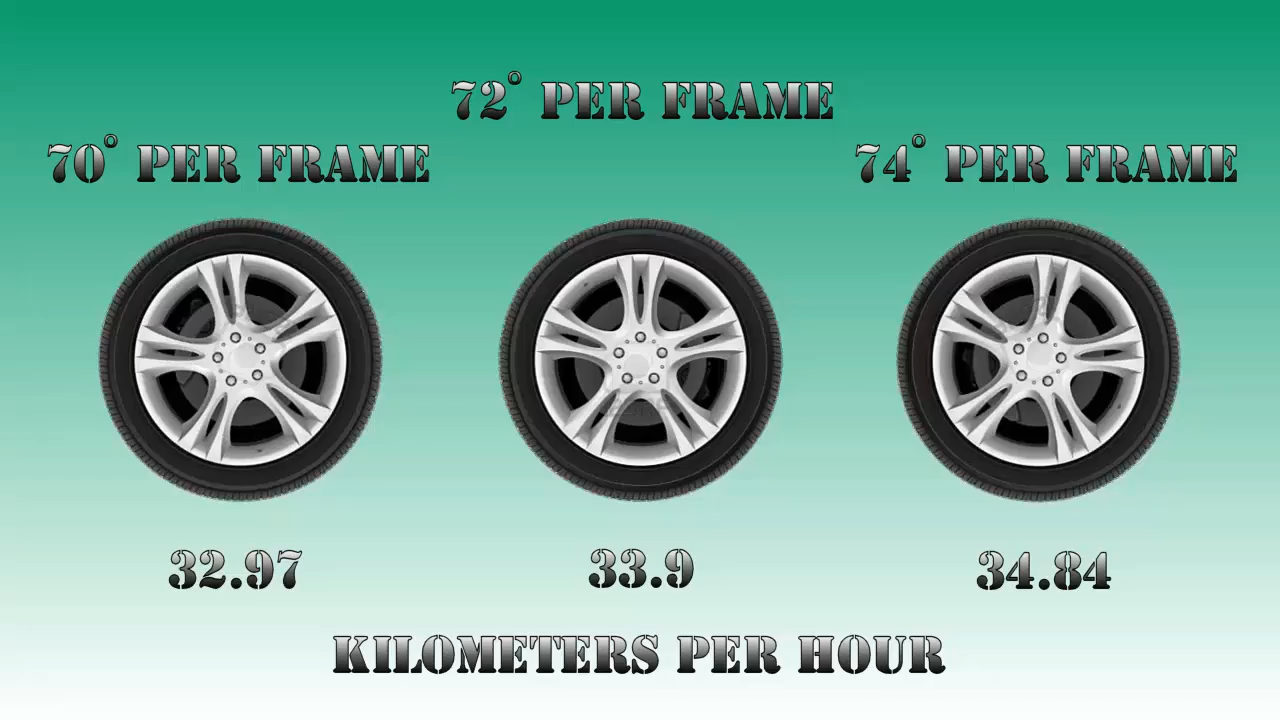 72° PER FRAME
70° PER FRAME
74° PER FRAME
32.97
33.9
34.84
KILOMETERS PER HOUR